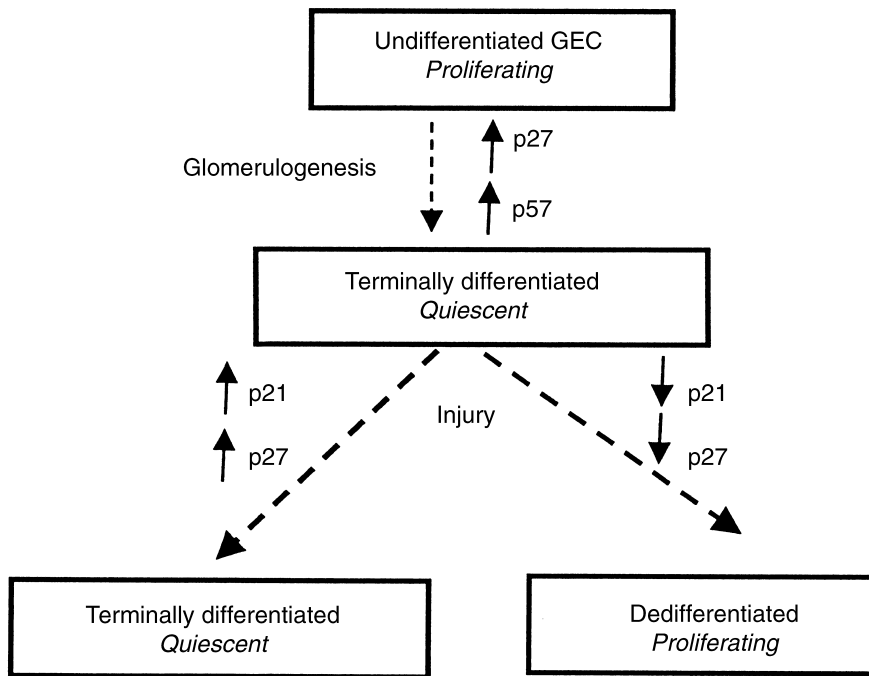 Undifferentiated GEC
Proliferating
Glomerulogenesis
p27
p57
Terminally differentiated
Quiescent
p21
p27
Injury
p21
p27
Terminally differentiated
Quiescent
Dedifferentiated
Proliferating